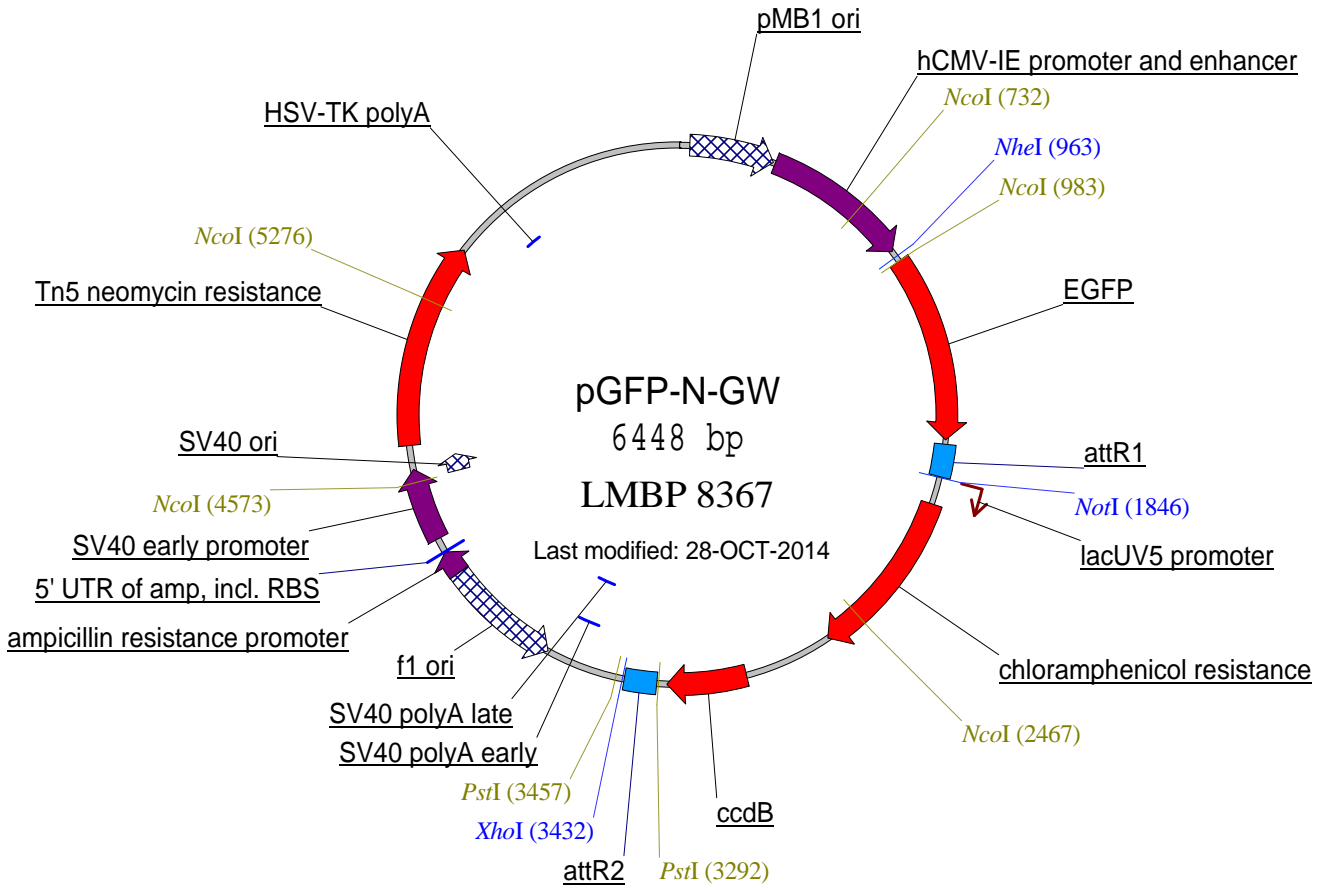 pMB1 ori
hCMV-IE promoter and enhancer
NcoI (732)
HSV-TK polyA
NheI (963)
NcoI (983)
NcoI (5276)
Tn5 neomycin resistance
EGFP
pGFP-N-GW
6448 bp
LMBP 8367
Last modified: 28-OCT-2014
SV40 ori
attR1
NcoI (4573)
NotI (1846)
SV40 early promoter
lacUV5 promoter
5' UTR of amp, incl. RBS
ampicillin resistance promoter
f1 ori
chloramphenicol resistance
SV40 polyA late
NcoI (2467)
SV40 polyA early
PstI (3457)
ccdB
XhoI (3432)
attR2
PstI (3292)